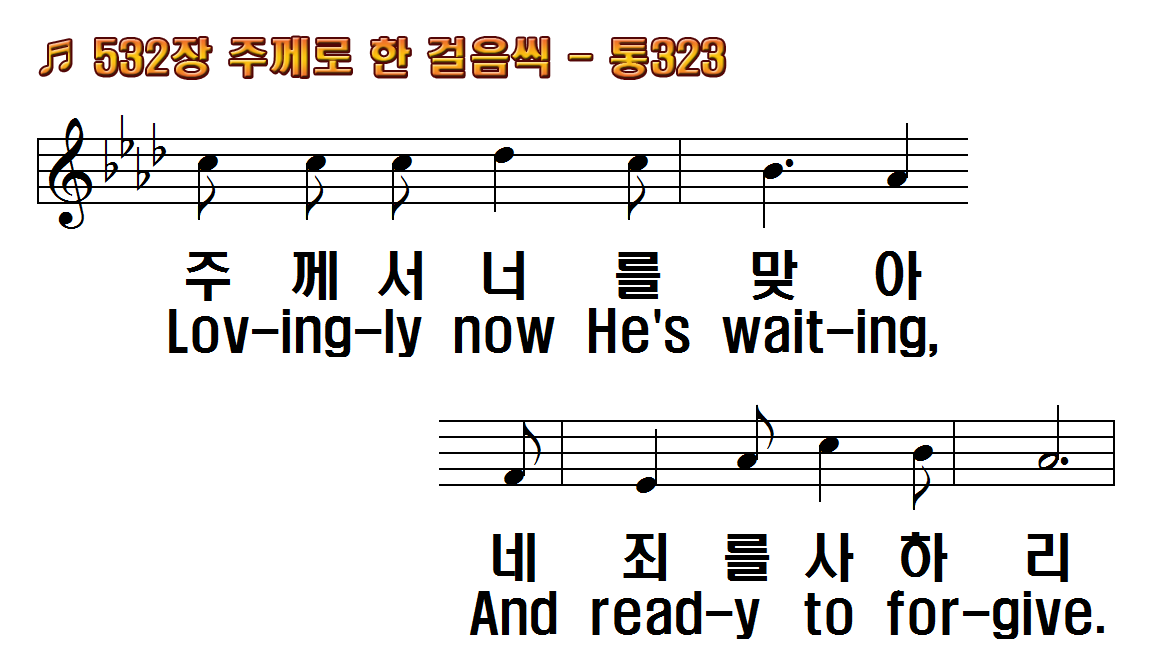 ♬ 532장 주께로 한 걸음씩 - 통323
주 께 서 너 를 맞 아
Lov-ing-ly now He's wait-ing,
네 죄 를 사 하 리
And read-y to for-give.